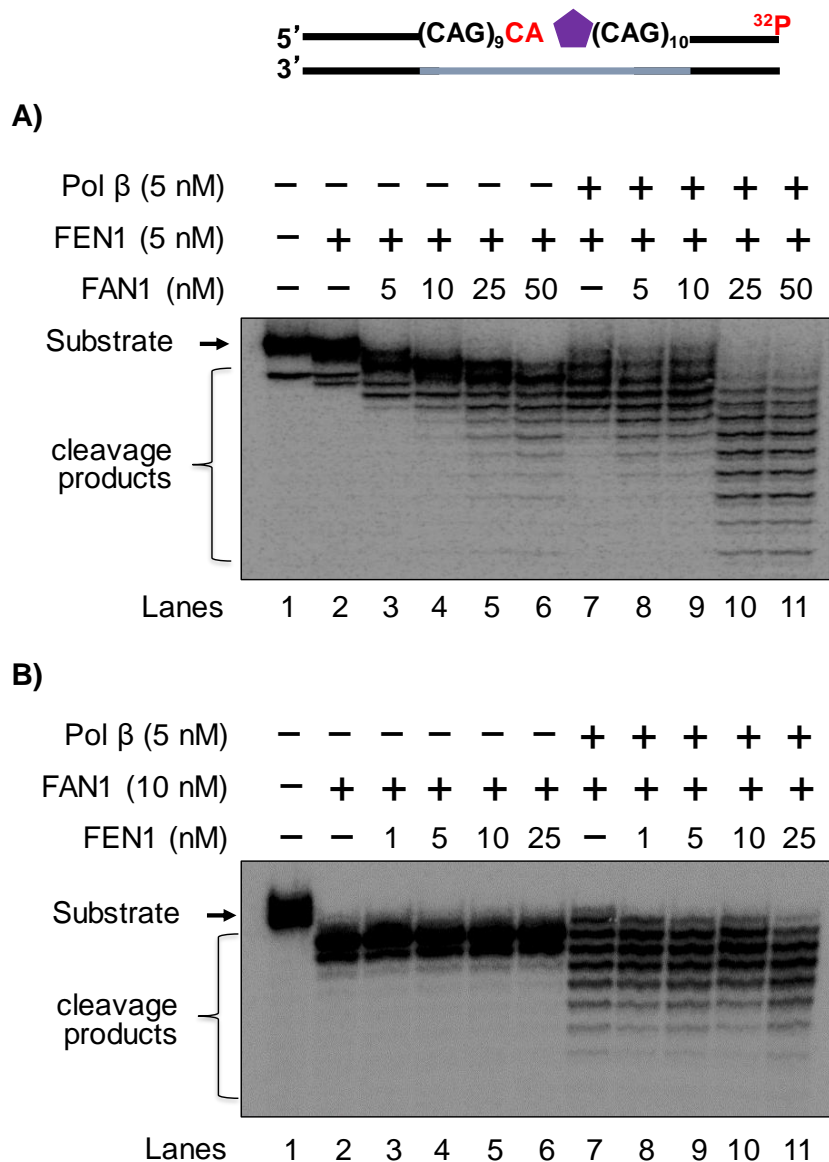 ³²P
5’ (CAG)₉CA (CAG)₁₀
3’
A)
Pol β (5 nM) – – – – – – + + + + +
FEN1 (5 nM) – + + + + + + + + + +
FAN1 (nM) – – 5 10 25 50 – 5 10 25 50
Substrate
cleavage
products
Lanes 1 2 3 4 5 6 7 8 9 10 11
B)
Pol β (5 nM) – – – – – – + + + + +
FAN1 (10 nM) – + + + + + + + + + +
FEN1 (nM) – – 1 5 10 25 – 1 5 10 25
Substrate
cleavage
products
Lanes 1 2 3 4 5 6 7 8 9 10 11